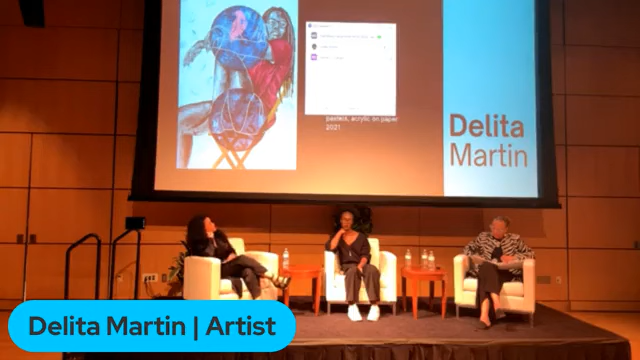 pastels, acrylic on paper
2021
Delita
Martin
Delita Martin | Artist